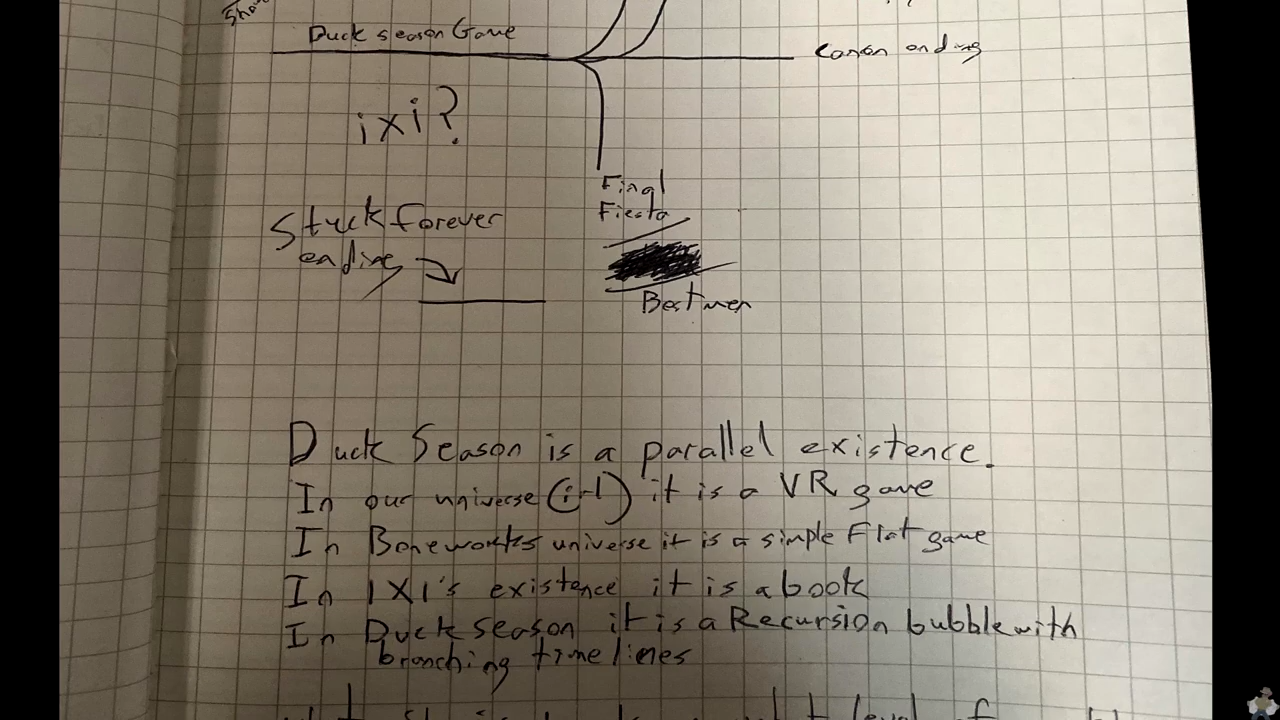 Duck season Game
Canon ending
ixi?
Final
Fiesta
Stuck forever
ending
Duck Season is a parallel existence.
In our universe (i-1) it is a VR game
In Boneworks universe it is a simple Flat game
In IXI's existence it is a book
In Duck Season it is a Recursion bubble with
branching timelines